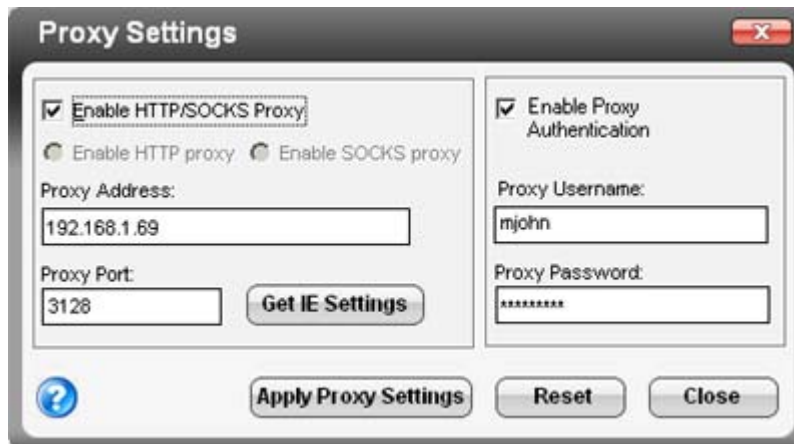 Proxy Settings
Enable HTTP/SOCKS Proxy
Enable HTTP proxy Enable SOCKS proxy
Proxy Address:
192.168.1.69
Proxy Port:
3128
Get IE Settings
Enable Proxy
Authentication
Proxy Username:
mjohn
Proxy Password:
*********
?
Apply Proxy Settings
Reset
Close